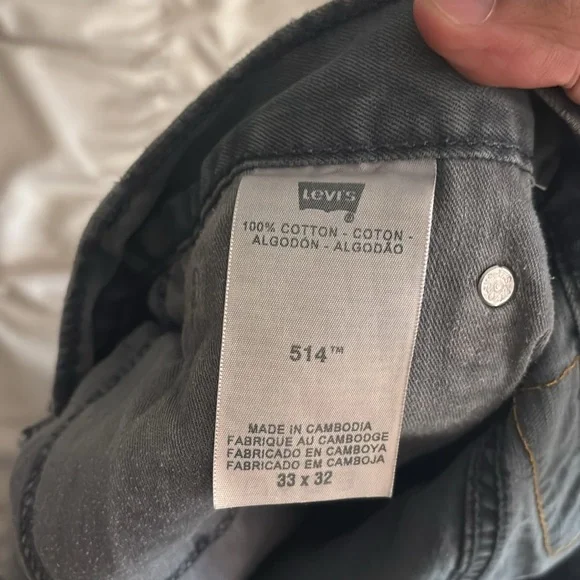 LEVI'S
100% COTTON - COTON -
ALGODÓN - ALGODÃO
514™
MADE IN CAMBODIA
FABRIQUE AU CAMBODGE
FABRICADO EN CAMBOYA
FABRICADO EM CAMBOJA
33 x 32